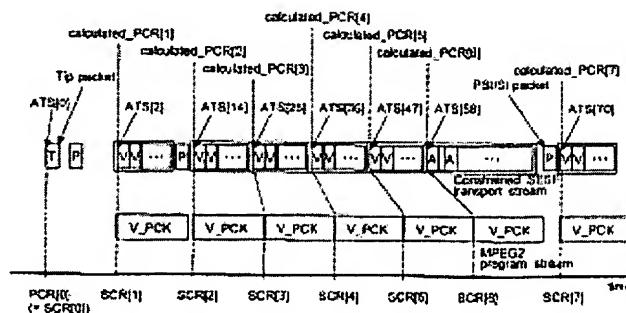 calculated_PCR[4]
calculated_PCR[1]
calculated_PCR[5]
calculated_PCR[2]
calculated_PCR[6]
Tip packet
calculated_PCR[3]
PSI/SI packet
calculated_PCR[7]
ATS[0]
ATS[2]
ATS[14]
ATS[25]
ATS[36]
ATS[47]
ATS[58]
ATS[70]
T P V V ... P V V ... V V ... V V ... V V ... A A ... P V V ...
Constrained SESF
transport stream
V_PCK V_PCK V_PCK V_PCK V_PCK V_PCK V_PCK
MPEG2
program stream
time
PCR[0]
(= SCR[0])
SCR[1]
SCR[2]
SCR[3]
SCR[4]
SCR[5]
SCR[6]
SCR[7]